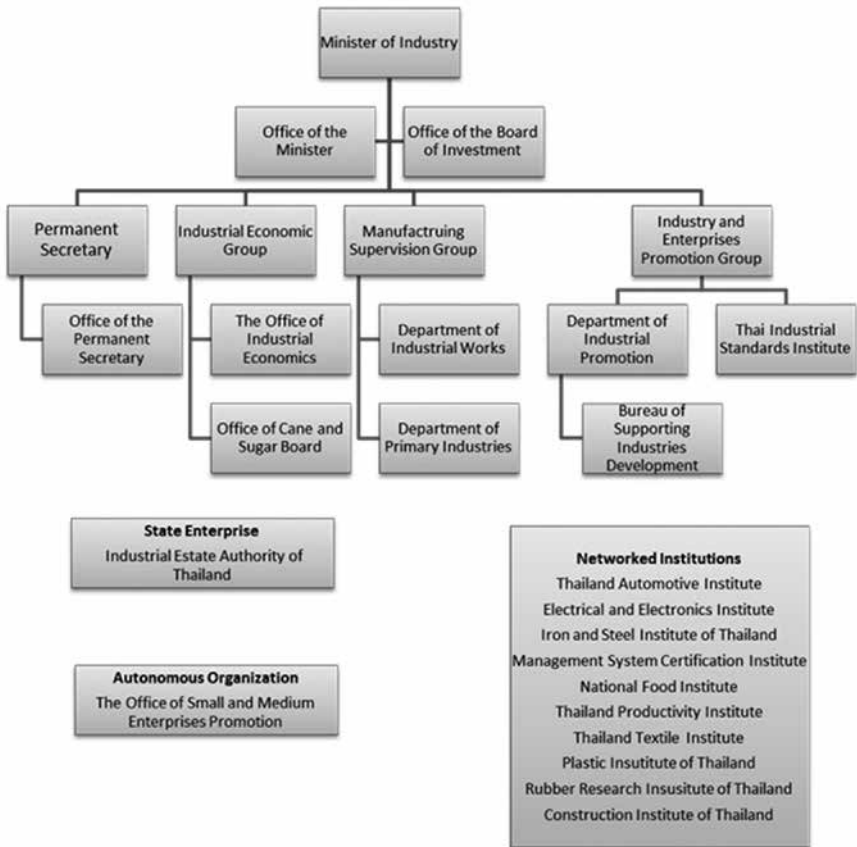 Minister of Industry
Office of the
Minister
Office of the Board
of Investment
Permanent
Secretary
Industrial Economic
Group
Manufactruing
Supervision Group
Industry and
Enterprises
Promotion Group
Office of the
Permanent
Secretary
The Office of
Industrial
Economics
Department of
Industrial Works
Department of
Industrial
Promotion
Thai Industrial
Standards Institute
Office of Cane and
Sugar Board
Department of
Primary Industries
Bureau of
Supporting
Industries
Development
State Enterprise
Industrial Estate Authority of
Thailand
Autonomous Organization
The Office of Small and Medium
Enterprises Promotion
Networked Institutions
Thailand Automotive Institute
Electrical and Electronics Institute
Iron and Steel Institute of Thailand
Management System Certification Institute
National Food Institute
Thailand Productivity Institute
Thailand Textile Institute
Plastic Insutitute of Thailand
Rubber Research Insusitute of Thailand
Construction Institute of Thailand